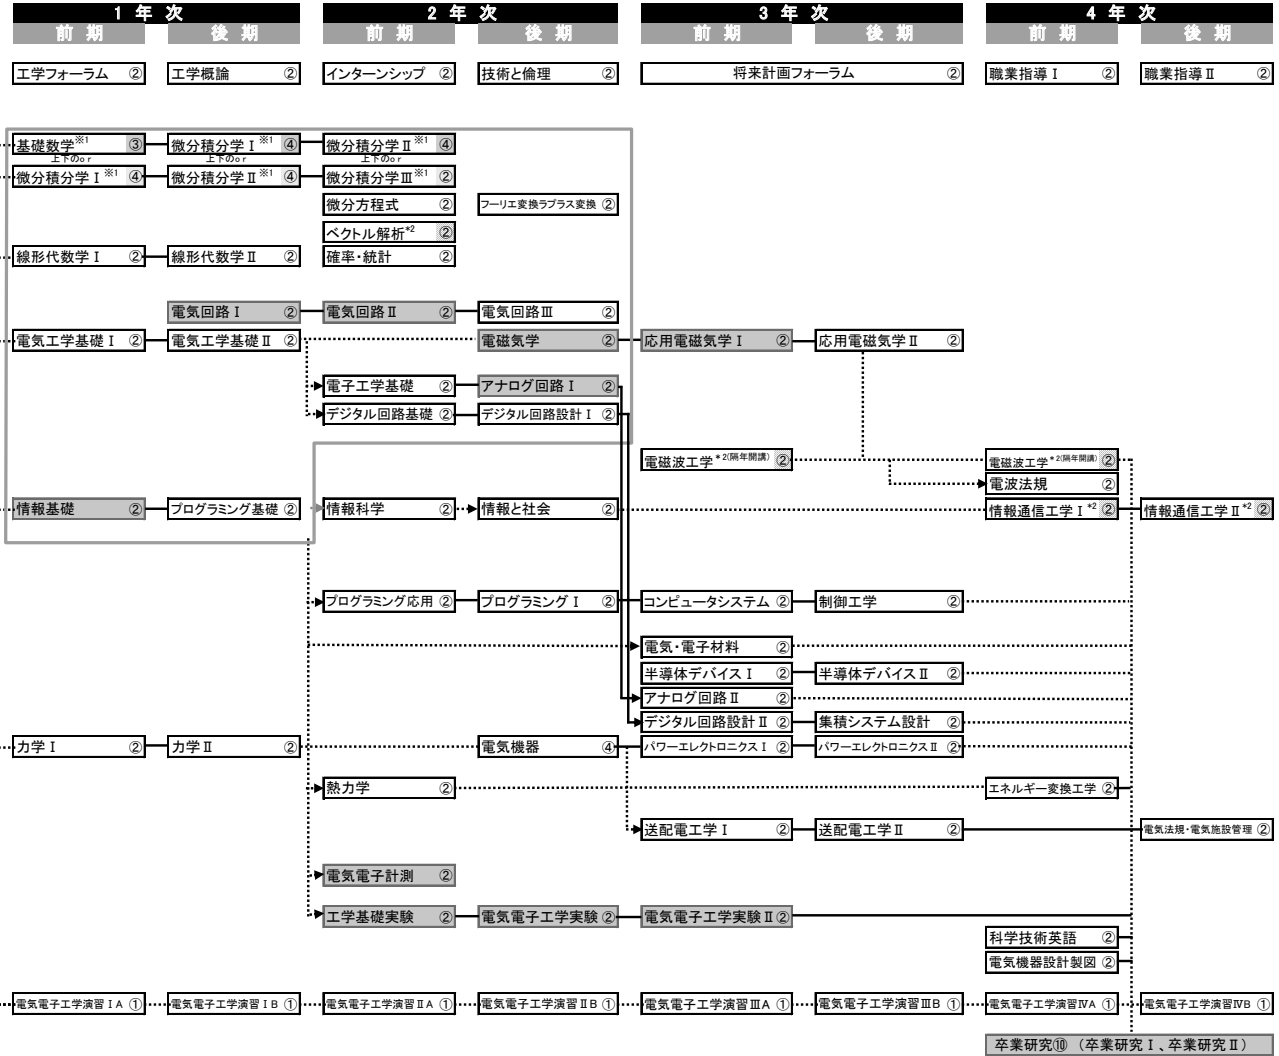 1 年 次 2 年 次 3 年 次 4 年 次
前 期 後 期 前 期 後 期 前 期 後 期 前 期 後 期
工学フォーラム ② 工学概論 ② インターンシップ ② 技術と倫理 ② 将来計画フォーラム ② 職業指導Ⅰ ② 職業指導Ⅱ ②
基礎数学※1 ③ 微分積分学Ⅰ※1 ④ 微分積分学Ⅱ※1 ④
上下のor 上下のor 上下のor
微分積分学Ⅰ※1 ④ 微分積分学Ⅱ※1 ④ 微分積分学Ⅲ※1 ②
微分方程式 ② フーリエ変換ラプラス変換 ②
ベクトル解析*2 ②
線形代数学Ⅰ ② 線形代数学Ⅱ ② 確率・統計 ②
電気回路Ⅰ ② 電気回路Ⅱ ② 電気回路Ⅲ ②
電気工学基礎Ⅰ ② 電気工学基礎Ⅱ ② 電磁気学 ② 応用電磁気学Ⅰ ② 応用電磁気学Ⅱ ②
電子工学基礎 ② アナログ回路Ⅰ ②
デジタル回路基礎 ② デジタル回路設計Ⅰ ②
電磁波工学*2(隔年開講) ② 電磁波工学*2(隔年開講) ②
電波法規 ②
情報基礎 ② プログラミング基礎 ② 情報科学 ② 情報と社会 ② 情報通信工学Ⅰ*2 ② 情報通信工学Ⅱ*2 ②
プログラミング応用 ② プログラミングⅠ ② コンピュータシステム ② 制御工学 ②
電気・電子材料 ②
半導体デバイスⅠ ② 半導体デバイスⅡ ②
アナログ回路Ⅱ ②
デジタル回路設計Ⅱ ② 集積システム設計 ②
力学Ⅰ ② 力学Ⅱ ② 電気機器 ④ パワーエレクトロニクスⅠ ② パワーエレクトロニクスⅡ ②
熱力学 ② エネルギー変換工学 ②
送配電工学Ⅰ ② 送配電工学Ⅱ ② 電気法規・電気施設管理 ②
電気電子計測 ②
工学基礎実験 ② 電気電子工学実験 ② 電気電子工学実験Ⅱ ②
科学技術英語 ②
電気機器設計製図 ②
電気電子工学演習ⅠA ① 電気電子工学演習ⅠB ① 電気電子工学演習ⅡA ① 電気電子工学演習ⅡB ① 電気電子工学演習ⅢA ① 電気電子工学演習ⅢB ① 電気電子工学演習ⅣA ① 電気電子工学演習ⅣB ①
卒業研究⑩ (卒業研究Ⅰ、卒業研究Ⅱ)